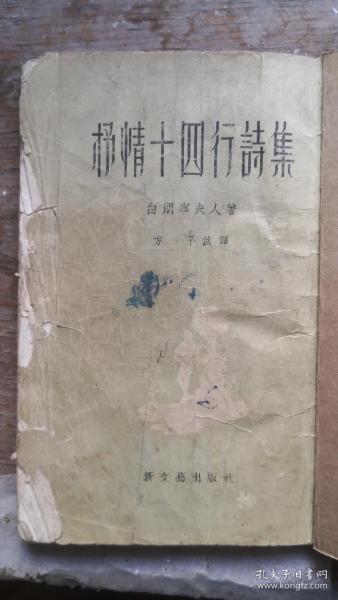 抒情十四行詩集
白朗寧夫人著
方平試譯
新文藝出版社
孔夫子旧书网